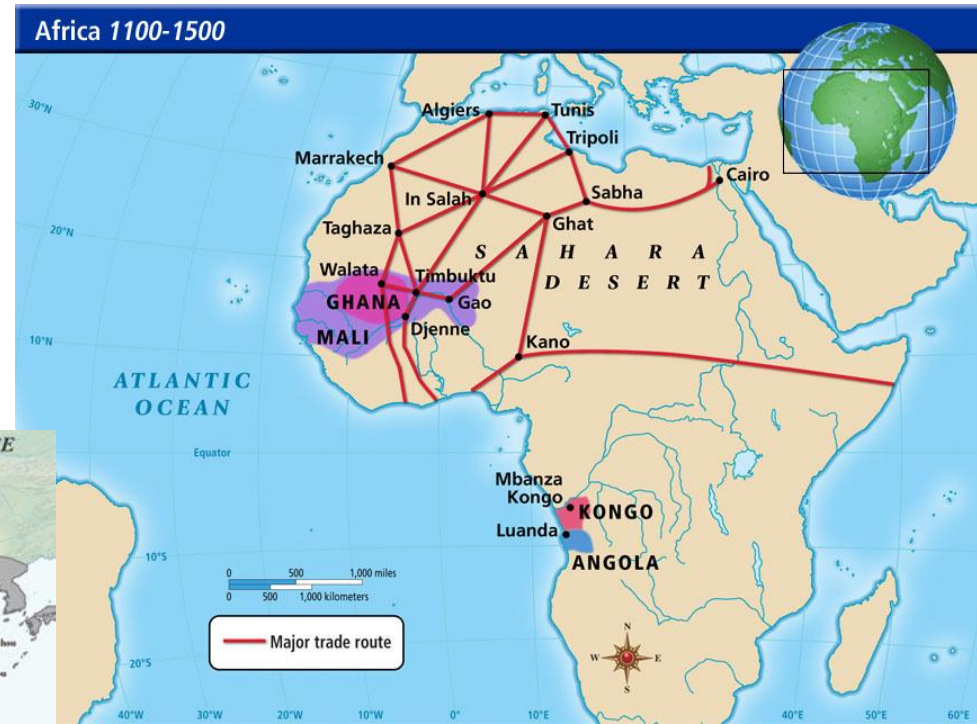 Africa 1100-1500
30°N
20°N
10°N
Algiers
Tunis
Tripoli
Marrakech
Cairo
In Salah
Sabha
Ghat
Taghaza
SAHARA
DESERT
Walata
Timbuktu
GHANA
Gao
MALI
Djenne
Kano
ATLANTIC
OCEAN
Equator
Mbanza
Kongo
KONGO
Luanda
ANGOLA
10°S
0 500 1,000 miles
0 500 1,000 kilometers
Major trade route
N
W E
S
20°S
40°W 30°W 20°W 10°W 0° 10°E 40°E 50°E 60°E